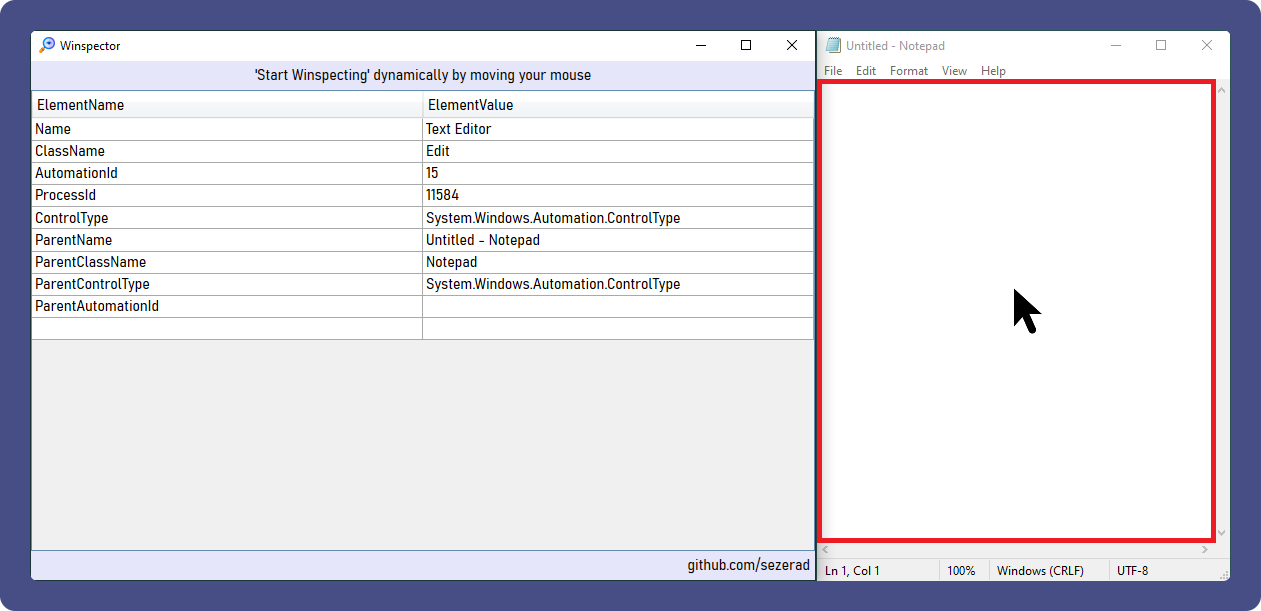 Winspector
'Start Winspecting' dynamically by moving your mouse
ElementName ElementValue
Name Text Editor
ClassName Edit
AutomationId 15
ProcessId 11584
ControlType System.Windows.Automation.ControlType
ParentName Untitled - Notepad
ParentClassName Notepad
ParentControlType System.Windows.Automation.ControlType
ParentAutomationId
github.com/sezerad
Untitled - Notepad
File Edit Format View Help
Ln 1, Col 1 100% Windows (CRLF) UTF-8